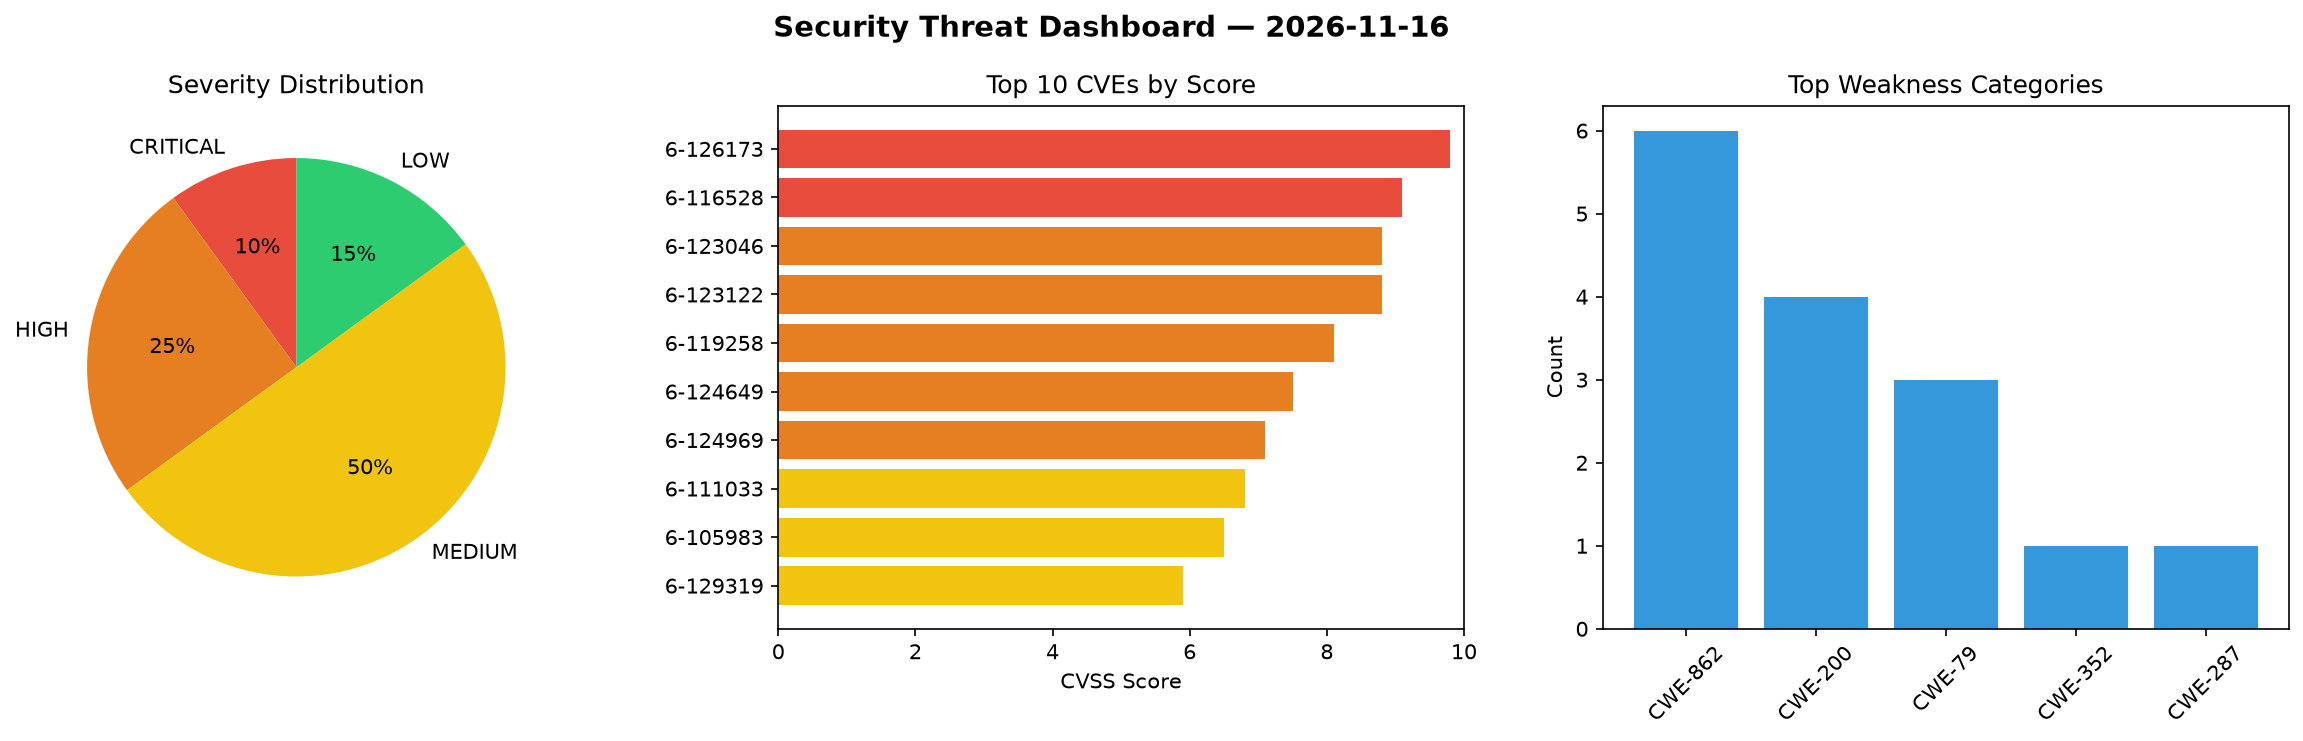 Security Threat Dashboard — 2026-11-16
Severity Distribution
CRITICAL
LOW
HIGH
MEDIUM
10%
15%
25%
50%
Top 10 CVEs by Score
6-126173
6-116528
6-123046
6-123122
6-119258
6-124649
6-124969
6-111033
6-105983
6-129319
0 2 4 6 8 10
CVSS Score
Top Weakness Categories
Count
6
5
4
3
2
1
0
CWE-862
CWE-200
CWE-79
CWE-352
CWE-287